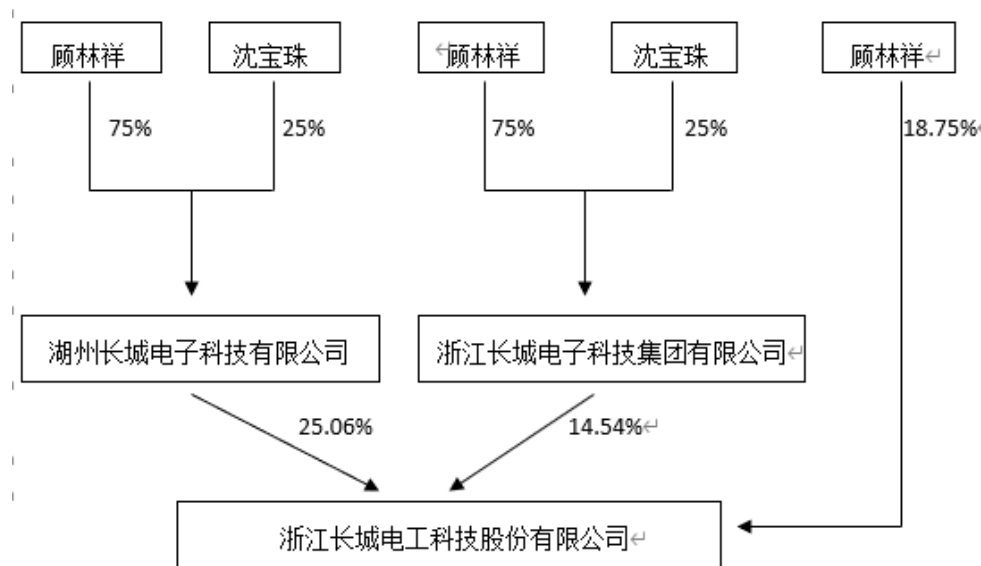 顾林祥
沈宝珠
顾林祥
沈宝珠
顾林祥
75%
25%
75%
25%
18.75%
湖州长城电子科技有限公司
浙江长城电子科技集团有限公司
25.06%
14.54%
浙江长城电工科技股份有限公司